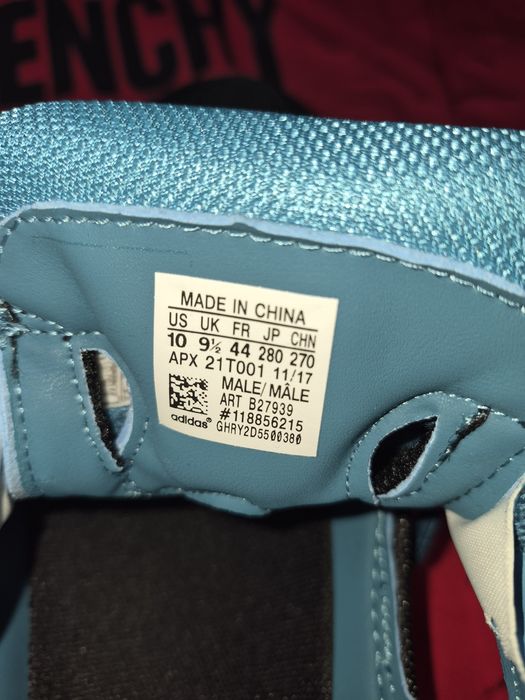 ENCHY
MADE IN CHINA
US UK FR JP CHN
10 9½ 44 280 270
APX 21T001 11/17
MALE/MÂLE
ART B27939
#118856215
adidas®
GHRY2D5500380